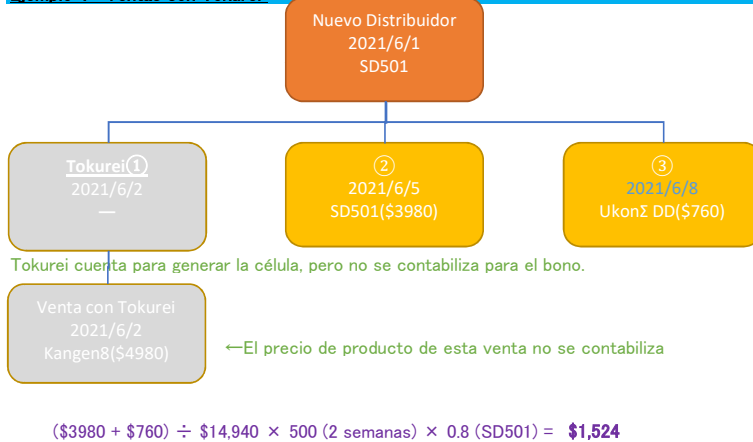 Nuevo Distribuidor
2021/6/1
SD501
Tokurei①
2021/6/2
—
②
2021/6/5
SD501($3980)
③
2021/6/8
UkonΣ DD($760)
Tokurei cuenta para generar la célula, pero no se contabiliza para el bono.
Venta con Tokurei
2021/6/2
Kangen8($4980)
←El precio de producto de esta venta no se contabiliza
($3980 + $760) ÷ $14,940 × 500 (2 semanas) × 0.8 (SD501) = $1,524